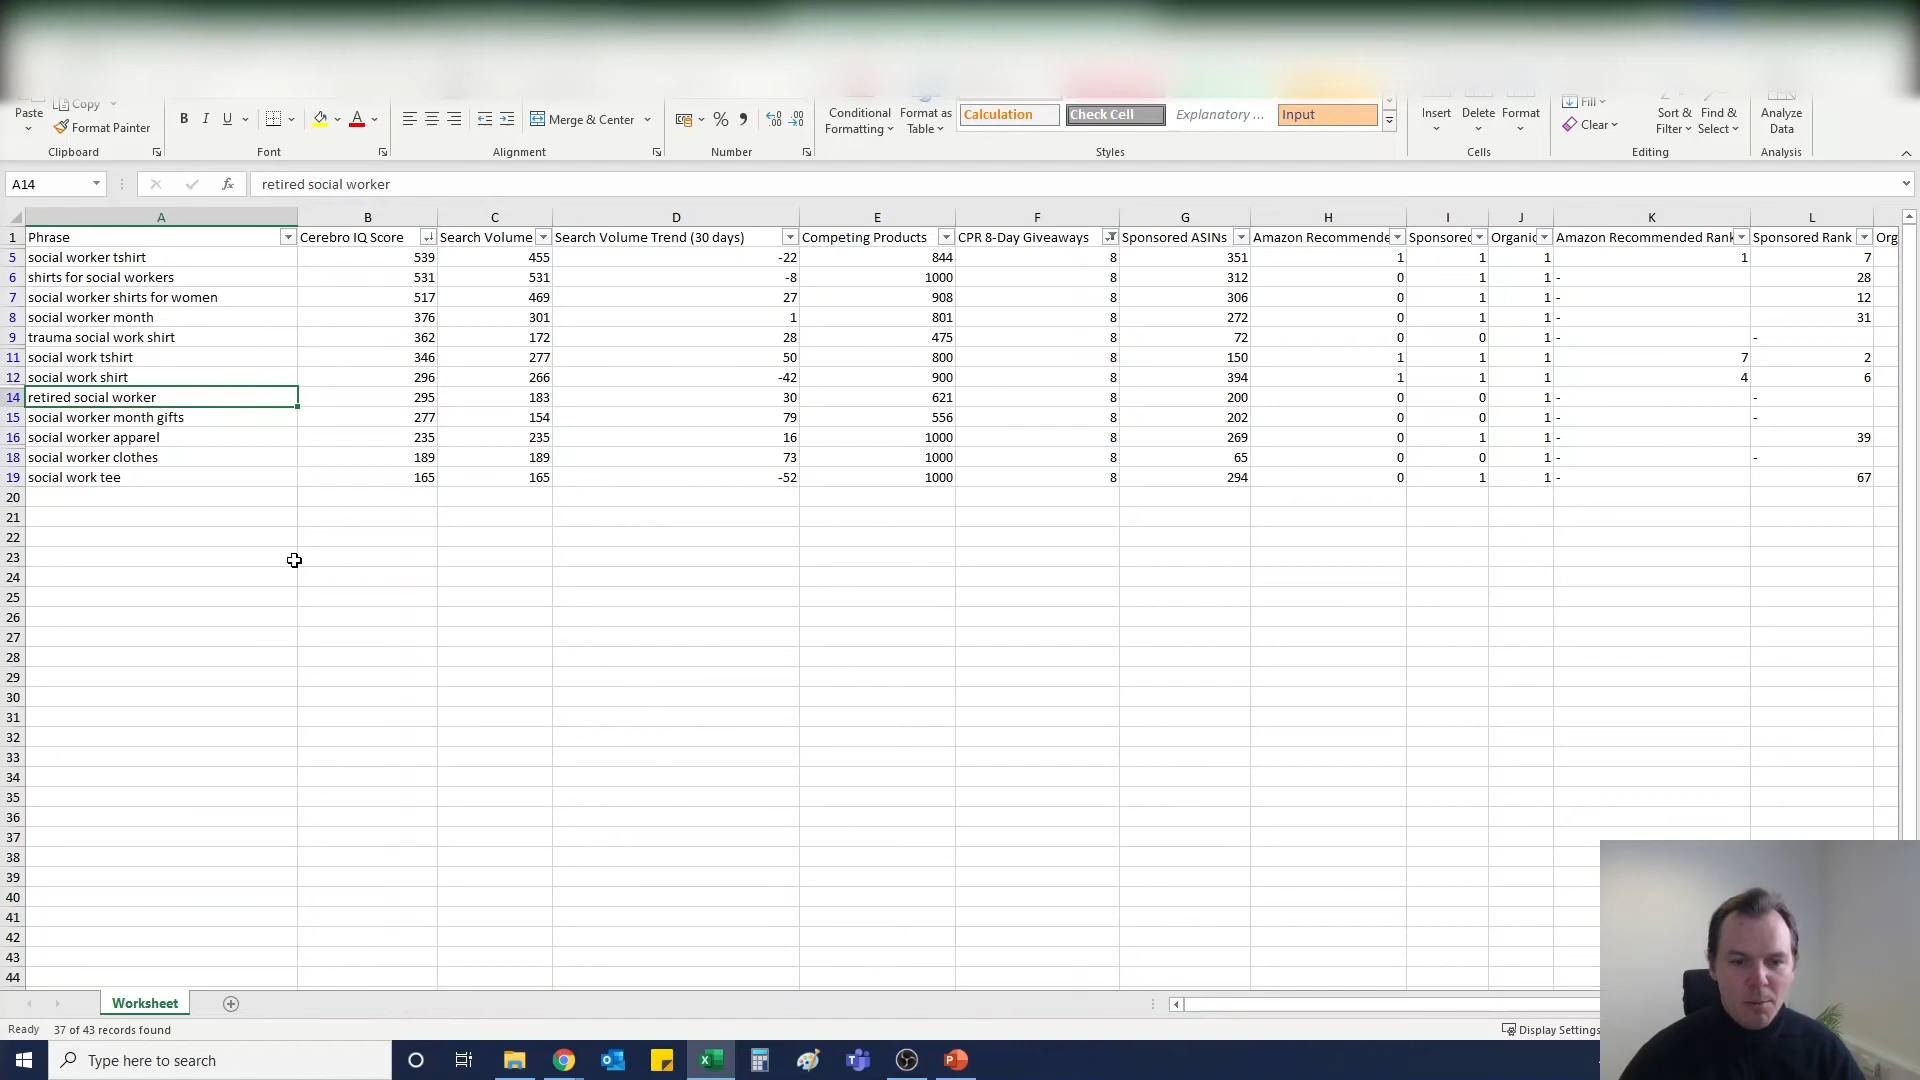 Copy
Paste
Format Painter
Clipboard
B I U
A
Font
Merge & Center
Alignment
%
Number
Conditional Formatting
Format as Table
Calculation
Check Cell
Explanatory ...
Input
Styles
Insert
Delete
Format
Cells
Fill
Clear
Sort & Filter
Find & Select
Editing
Analyze Data
Analysis
A14
fx
retired social worker
A B C D E F G H I J K L
1 Phrase Cerebro IQ Score Search Volume Search Volume Trend (30 days) Competing Products CPR 8-Day Giveaways Sponsored ASINs Amazon Recommende Sponsored Organic Amazon Recommended Rank Sponsored Rank Org
5 social worker tshirt 539 455 -22 844 8 351 1 1 1 1 7
6 shirts for social workers 531 531 -8 1000 8 312 0 1 1 - 28
7 social worker shirts for women 517 469 27 908 8 306 0 1 1 - 12
8 social worker month 376 301 1 801 8 272 0 1 1 - 31
9 trauma social work shirt 362 172 28 475 8 72 0 0 1 - -
11 social work tshirt 346 277 50 800 8 150 1 1 1 7 2
12 social work shirt 296 266 -42 900 8 394 1 1 1 4 6
14 retired social worker 295 183 30 621 8 200 0 0 1 - -
15 social worker month gifts 277 154 79 556 8 202 0 0 1 - -
16 social worker apparel 235 235 16 1000 8 269 0 1 1 - 39
18 social worker clothes 189 189 73 1000 8 65 0 0 1 - -
19 social work tee 165 165 -52 1000 8 294 0 1 1 - 67
20
21
22
23
24
25
26
27
28
29
30
31
32
33
34
35
36
37
38
39
40
41
42
43
44
Worksheet
Ready 37 of 43 records found
Display Settings
Type here to search